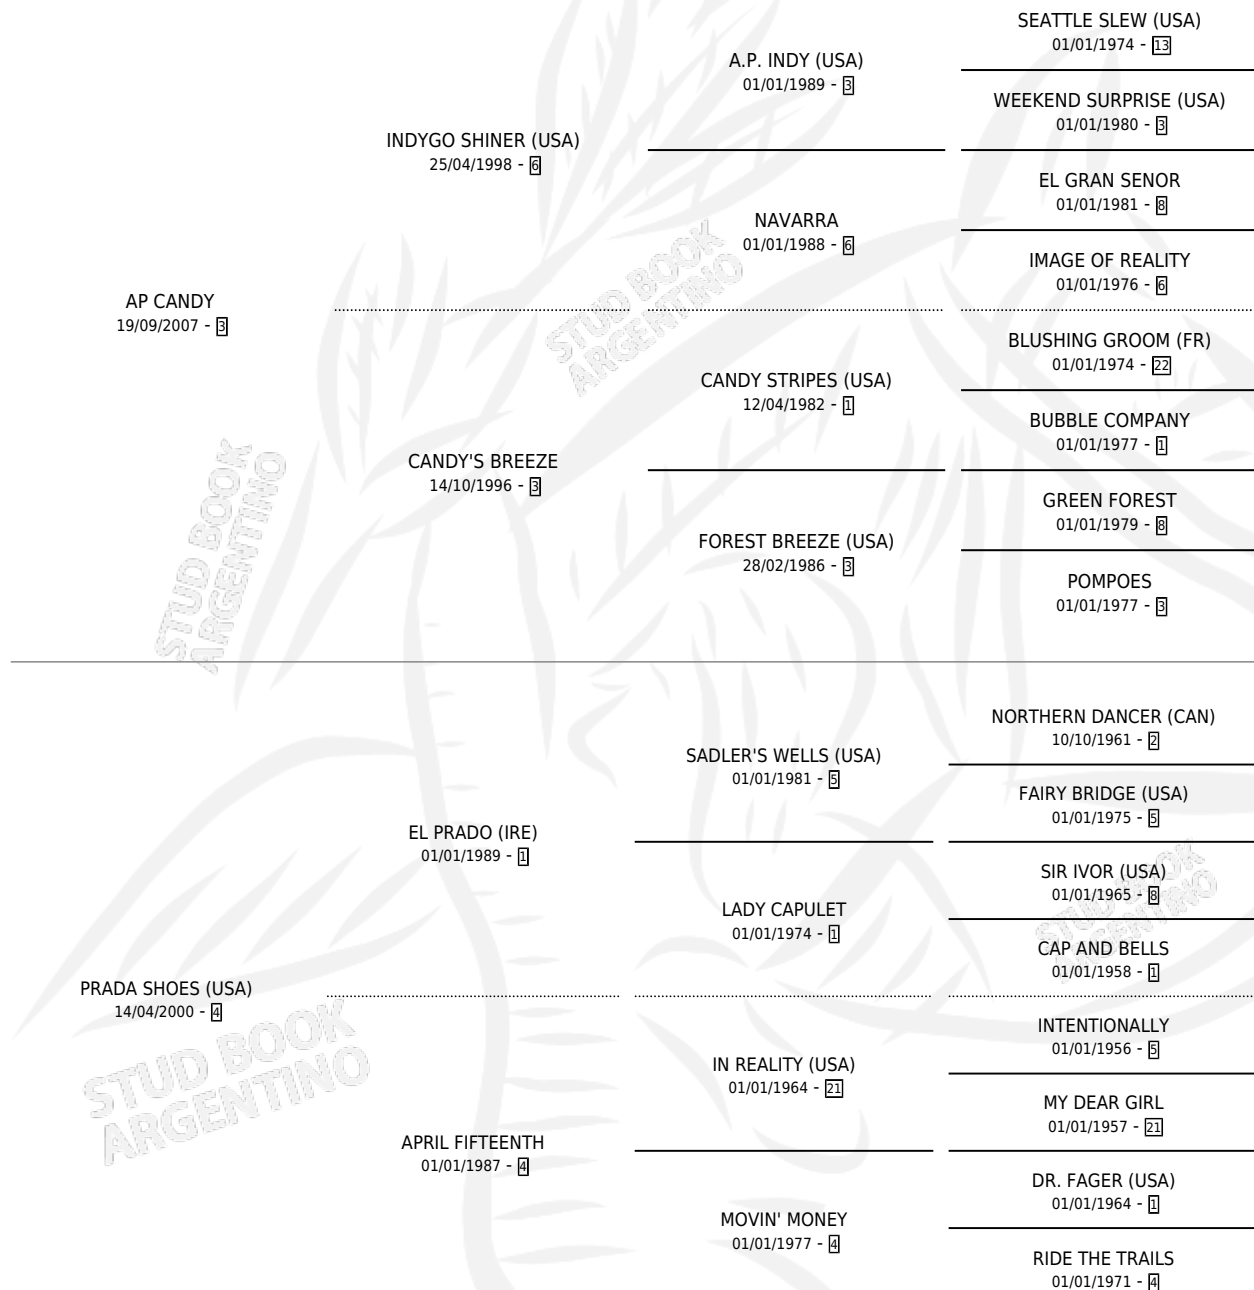 SEATTLE SLEW (USA)
01/01/1974 - 13
A.P. INDY (USA)
01/01/1989 - 3
WEEKEND SURPRISE (USA)
01/01/1980 - 3
INDYGO SHINER (USA)
25/04/1998 - 6
EL GRAN SENOR
01/01/1981 - 8
NAVARRA
01/01/1988 - 6
IMAGE OF REALITY
01/01/1976 - 6
AP CANDY
19/09/2007 - 3
BLUSHING GROOM (FR)
01/01/1974 - 22
CANDY STRIPES (USA)
12/04/1982 - 1
BUBBLE COMPANY
01/01/1977 - 1
CANDY'S BREEZE
14/10/1996 - 3
GREEN FOREST
01/01/1979 - 8
FOREST BREEZE (USA)
28/02/1986 - 3
POMPOES
01/01/1977 - 3
NORTHERN DANCER (CAN)
10/10/1961 - 2
SADLER'S WELLS (USA)
01/01/1981 - 5
FAIRY BRIDGE (USA)
01/01/1975 - 5
EL PRADO (IRE)
01/01/1989 - 1
SIR IVOR (USA)
01/01/1965 - 8
LADY CAPULET
01/01/1974 - 1
CAP AND BELLS
01/01/1958 - 1
PRADA SHOES (USA)
14/04/2000 - 4
INTENTIONALLY
01/01/1956 - 5
IN REALITY (USA)
01/01/1964 - 21
MY DEAR GIRL
01/01/1957 - 21
APRIL FIFTEENTH
01/01/1987 - 4
DR. FAGER (USA)
01/01/1964 - 1
MOVIN' MONEY
01/01/1977 - 4
RIDE THE TRAILS
01/01/1971 - 4
STUD BOOK
ARGENTINO
STUD BOOK
ARGENTINO
STUD BOOK
ARGENTINO
STUD BOOK
ARGENTINO